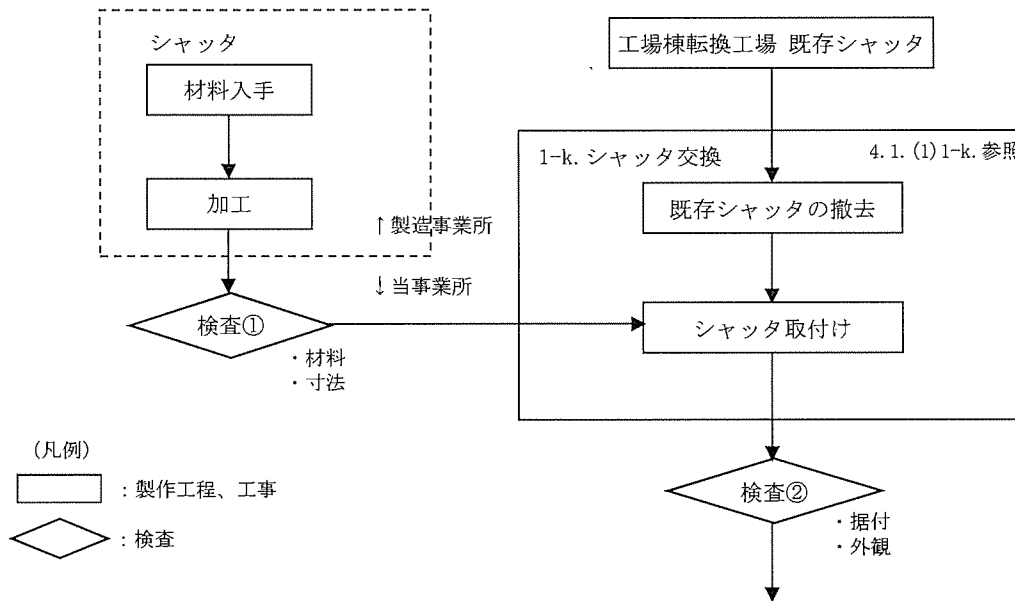 シャッタ
材料入手
加工
↑製造事業所
↓当事業所
検査①
・材料
・寸法
工場棟転換工場 既存シャッタ
1-k. シャッタ交換
4.1.(1)1-k.参照
既存シャッタの撤去
シャッタ取付け
検査②
・据付
・外観
(凡例)
：製作工程、工事
：検査